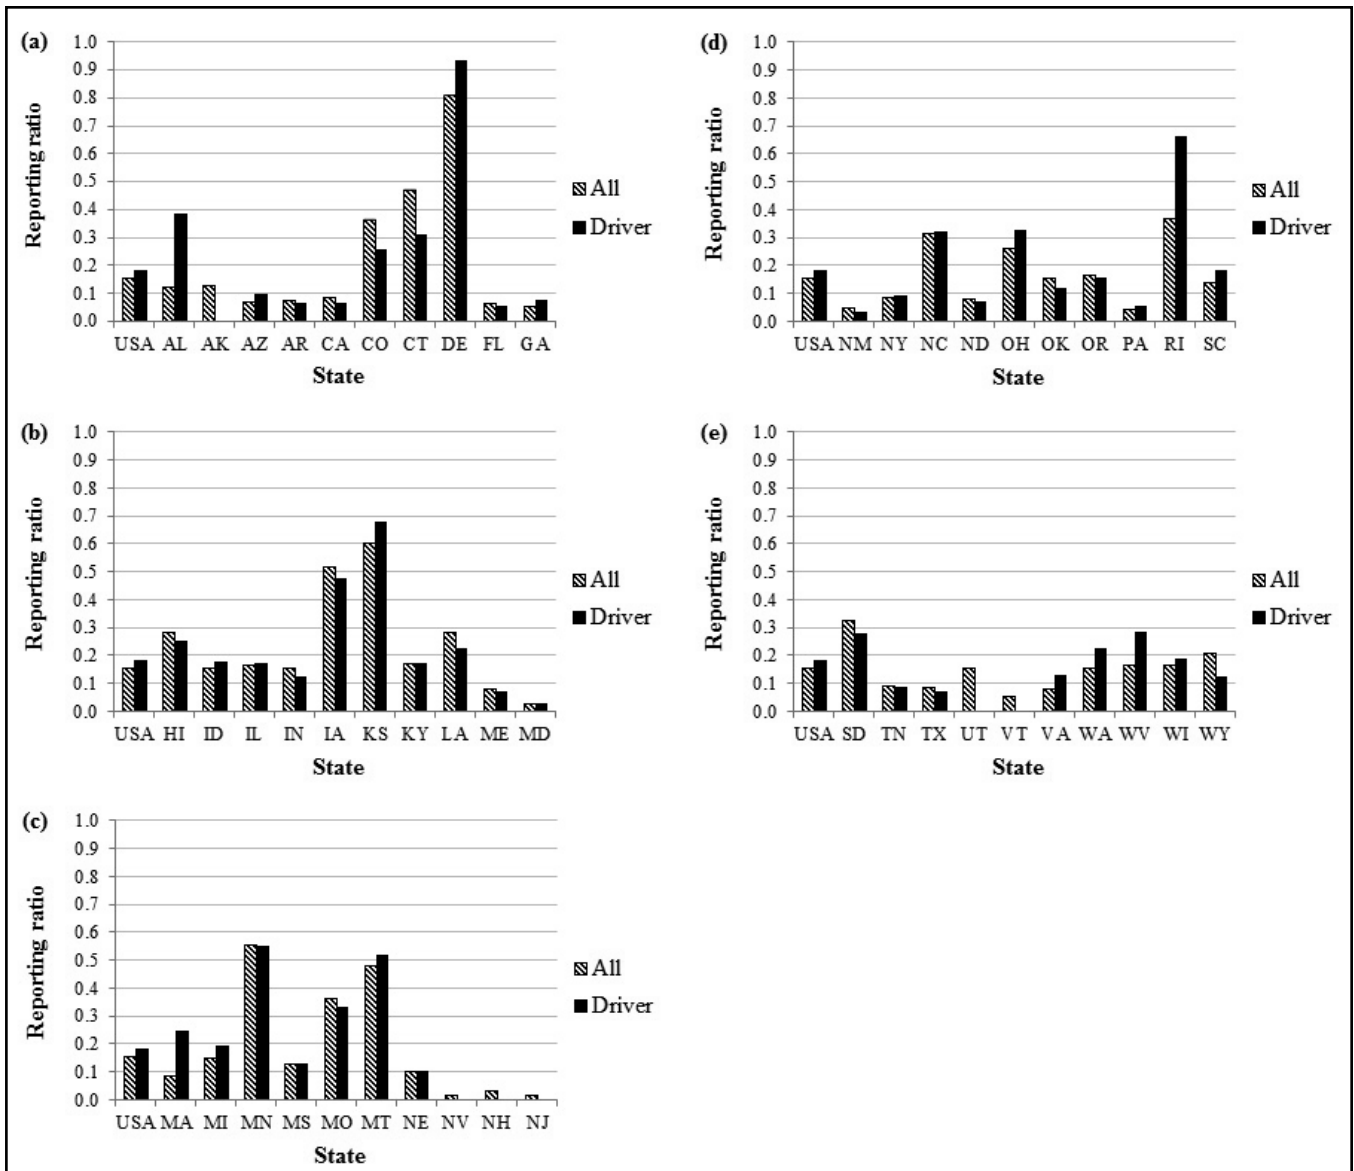 (a)
1.0
0.9
0.8
0.7
0.6
0.5
0.4
0.3
0.2
0.1
0.0
Reporting ratio
USA AL AK AZ AR CA CO CT DE FL GA
State
All
Driver
(b)
1.0
0.9
0.8
0.7
0.6
0.5
0.4
0.3
0.2
0.1
0.0
Reporting ratio
USA HI ID IL IN IA KS KY LA ME MD
State
All
Driver
(c)
1.0
0.9
0.8
0.7
0.6
0.5
0.4
0.3
0.2
0.1
0.0
Reporting ratio
USA MA MI MN MS MO MT NE NV NH NJ
State
All
Driver
(d)
1.0
0.9
0.8
0.7
0.6
0.5
0.4
0.3
0.2
0.1
0.0
Reporting ratio
USA NM NY NC ND OH OK OR PA RI SC
State
All
Driver
(e)
1.0
0.9
0.8
0.7
0.6
0.5
0.4
0.3
0.2
0.1
0.0
Reporting ratio
USA SD TN TX UT VT VA WA WV WI WY
State
All
Driver